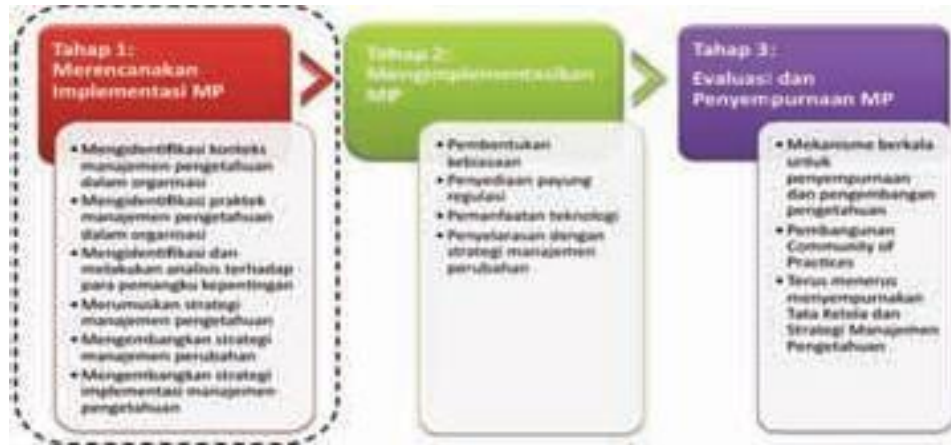 Tahap 1:
Merencanakan
Implementasi MP
• Mengidentifikasi konteks
manajemen pengetahuan
dalam organisasi
• Mengidentifikasi praktek
manajemen pengetahuan
dalam organisasi
• Mengidentifikasi dan
melakukan analisis terhadap
para pemangku kepentingan
• Merumuskan strategi
manajemen pengetahuan
• Mengembangkan strategi
manajemen perubahan
• Mengembangkan strategi
implementasi manajemen
pengetahuan
Tahap 2:
Mengimplementasikan
MP
• Pembentukan
kebiasaan
• Penyediaan payung
regulasi
• Pemanfaatan teknologi
• Penyelarasan dengan
strategi manajemen
perubahan
Tahap 3:
Evaluasi dan
Penyempurnaan MP
• Mekanisme berkala
untuk
penyempurnaan
dan pengembangan
pengetahuan
• Pembangunan
Community of
Practices
• Terus menerus
menyempurnakan
Tata Kelola dan
Strategi Manajemen
Pengetahuan